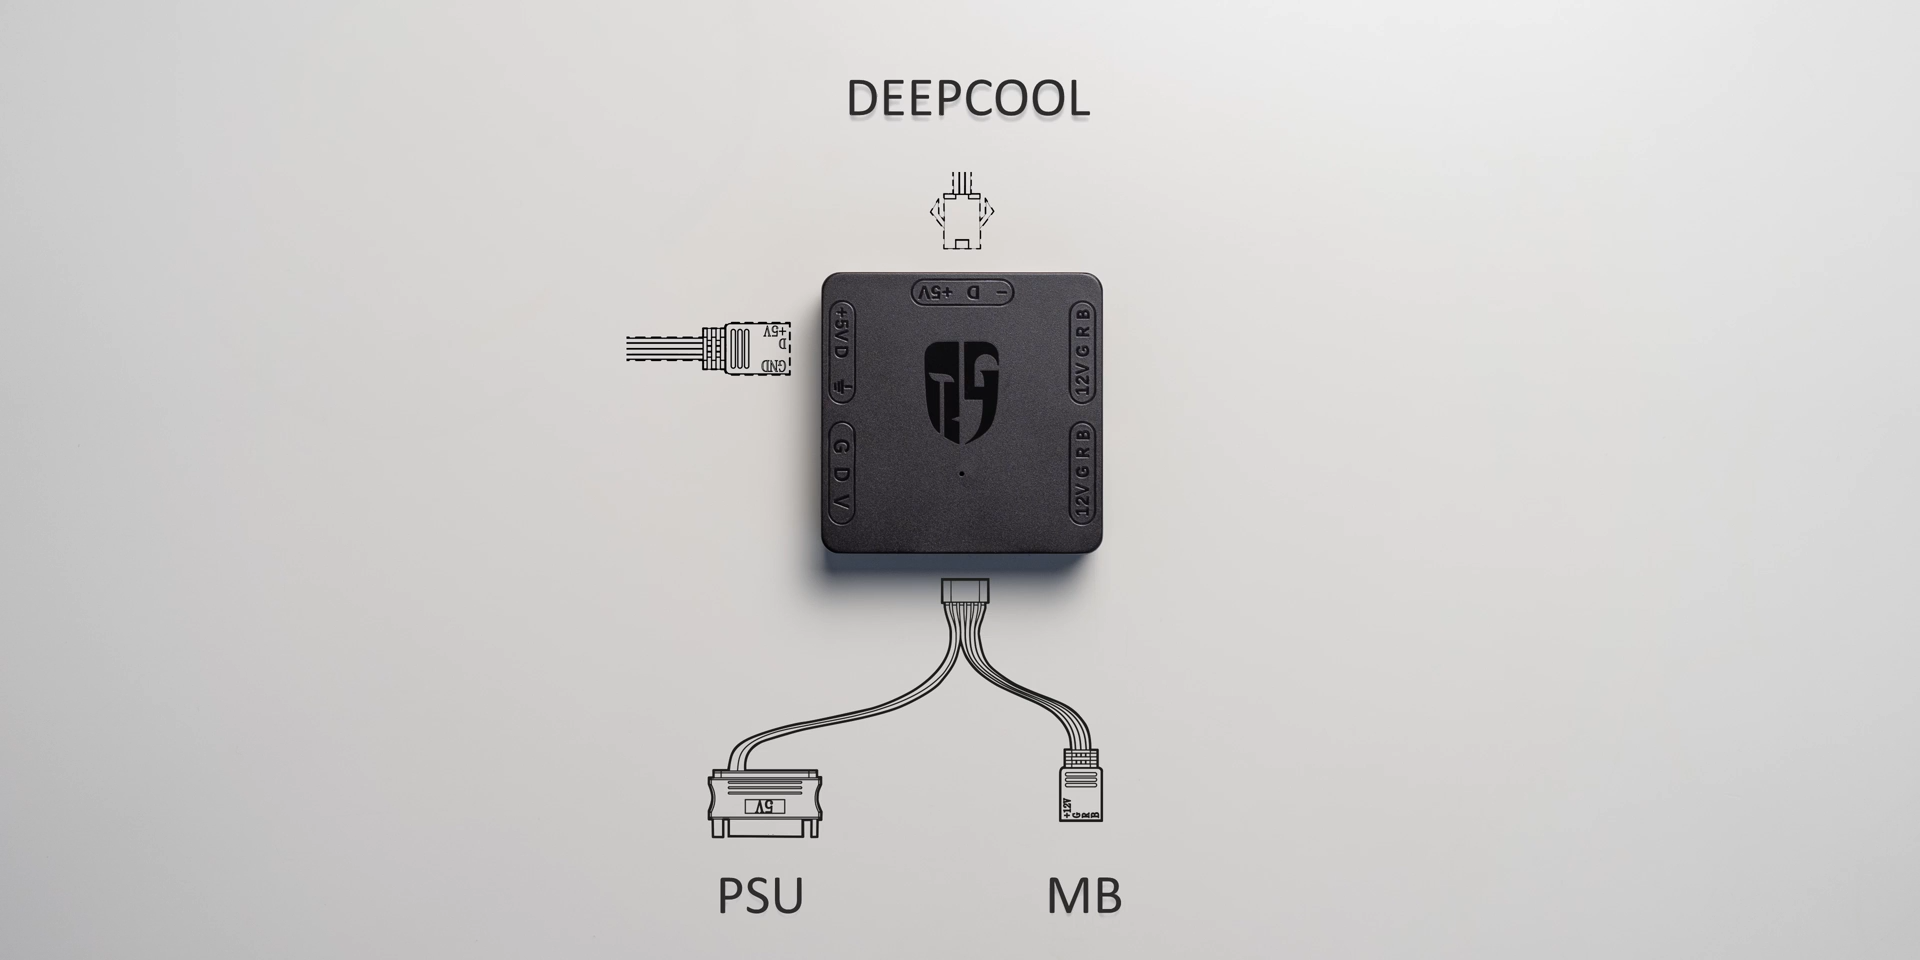 DEEPCOOL
+5V D −
+5V D
+5V
D
GND
12V G R B
G D V
12V G R B
5V
+12V
G
R
B
PSU
MB